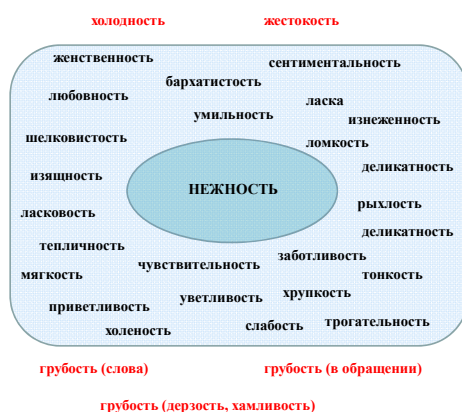 холодность жестокость
женственность сентиментальность
бархатистость
любовность ласка
умильность изнеженность
шелковистость ломкость
изящность деликатность
НЕЖНОСТЬ
ласковость рыхлость
деликатность
тепличность заботливость
мягкость чувствительность тонкость
приветливость уветливость хрупкость
холеность слабость трогательность
грубость (слова) грубость (в обращении)
грубость (дерзость, хамливость)